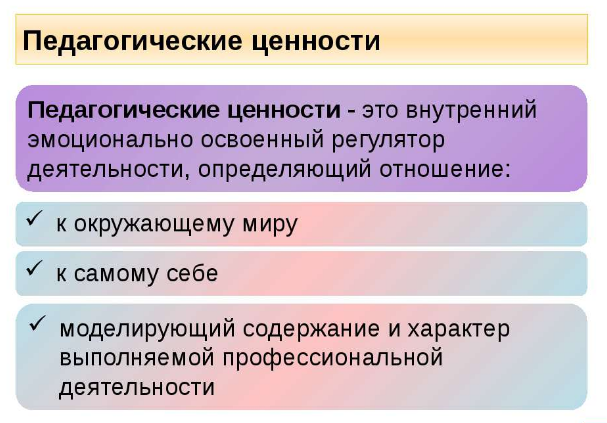 Педагогические ценности
Педагогические ценности - это внутренний
эмоционально освоенный регулятор
деятельности, определяющий отношение:
✓ к окружающему миру
✓ к самому себе
✓ моделирующий содержание и характер
выполняемой профессиональной
деятельности